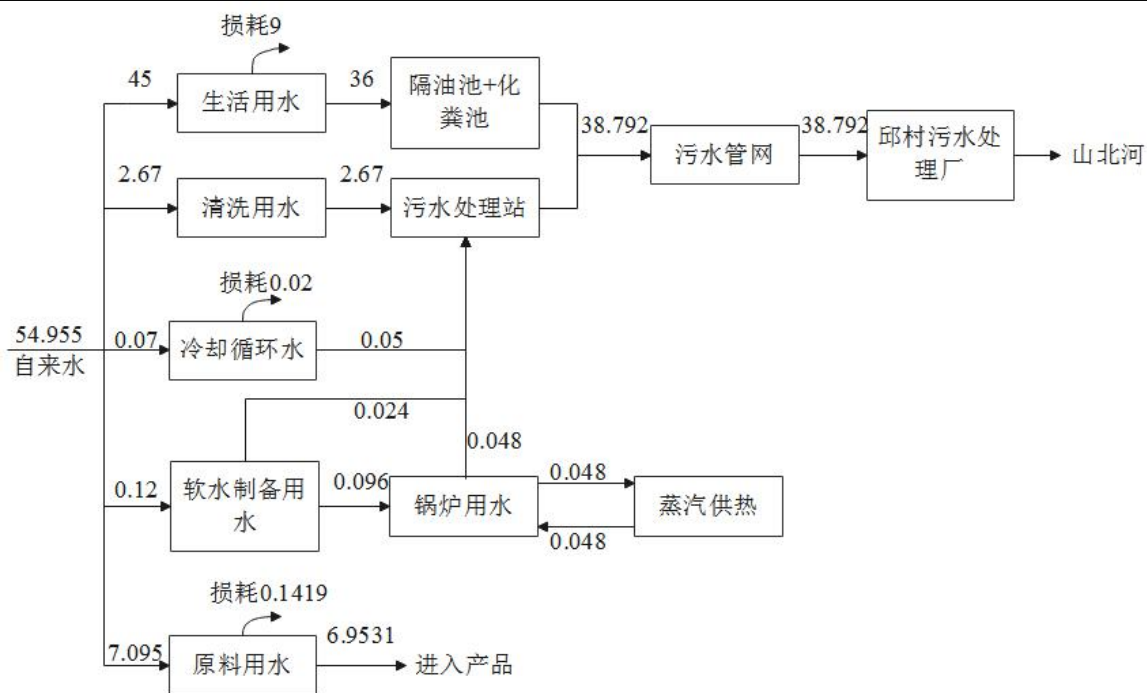 损耗9
45
生活用水
36
隔油池+化
粪池
38.792
污水管网
38.792
邱村污水处
理厂
山北河
2.67
清洗用水
2.67
污水处理站
损耗0.02
54.955
自来水
0.07
冷却循环水
0.05
0.024
0.048
0.12
软水制备用
水
0.096
锅炉用水
0.048
0.048
蒸汽供热
损耗0.1419
7.095
原料用水
6.9531
进入产品